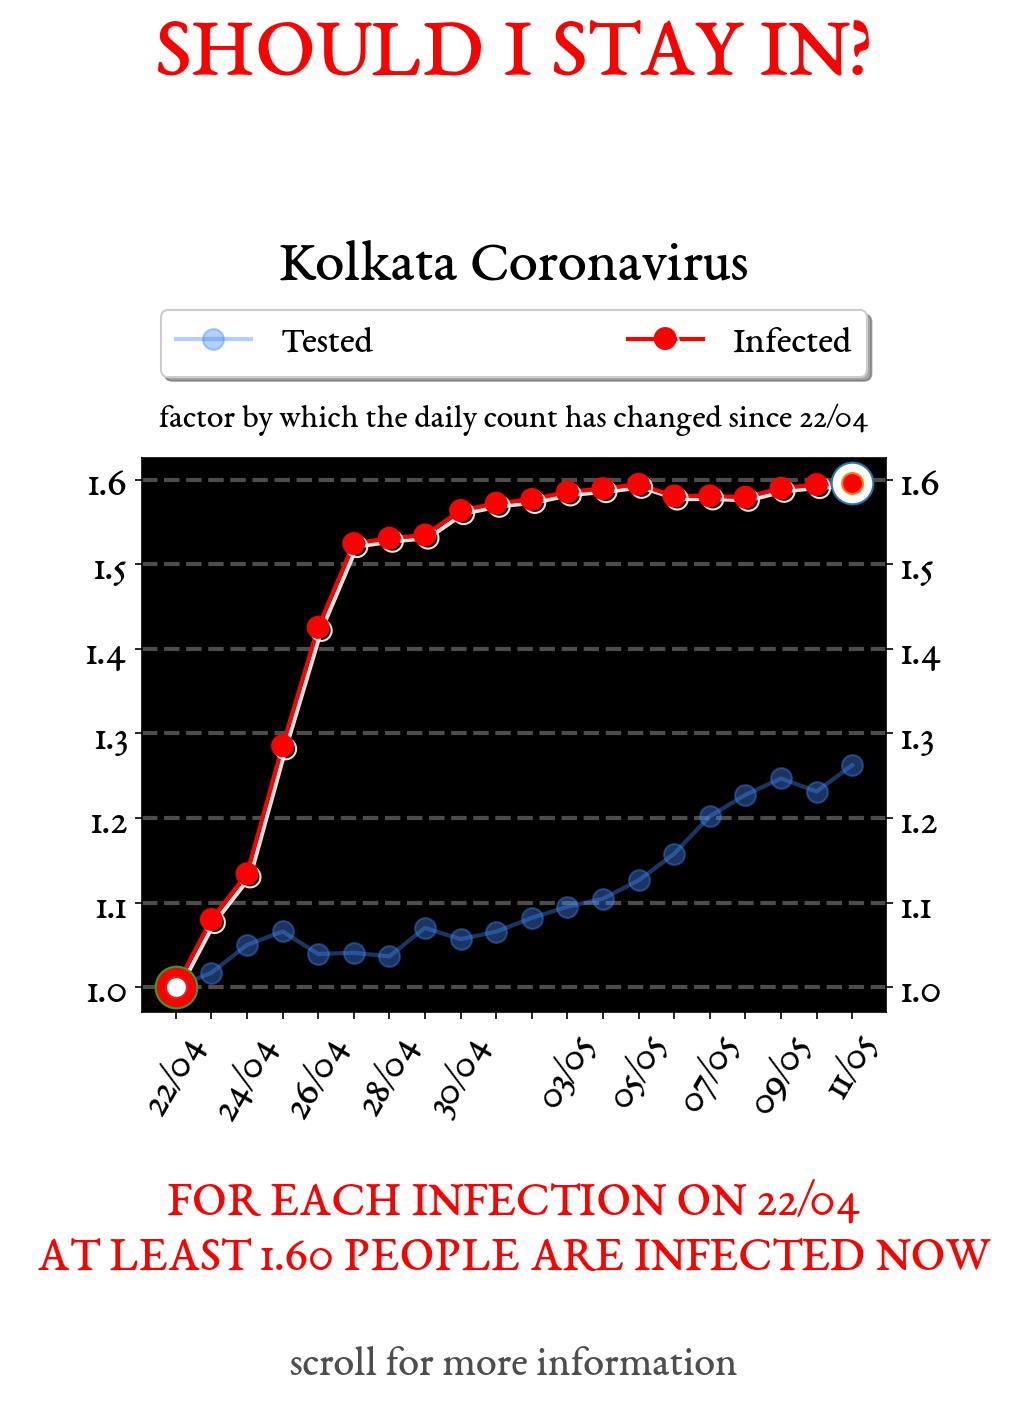 SHOULD I STAY IN?
Kolkata Coronavirus
Tested Infected
factor by which the daily count has changed since 22/04
1.6 1.6
1.5 1.5
1.4 1.4
1.3 1.3
1.2 1.2
1.1 1.1
1.0 1.0
22/04 24/04 26/04 28/04 30/04 03/05 05/05 07/05 09/05 11/05
FOR EACH INFECTION ON 22/04
AT LEAST 1.60 PEOPLE ARE INFECTED NOW
scroll for more information